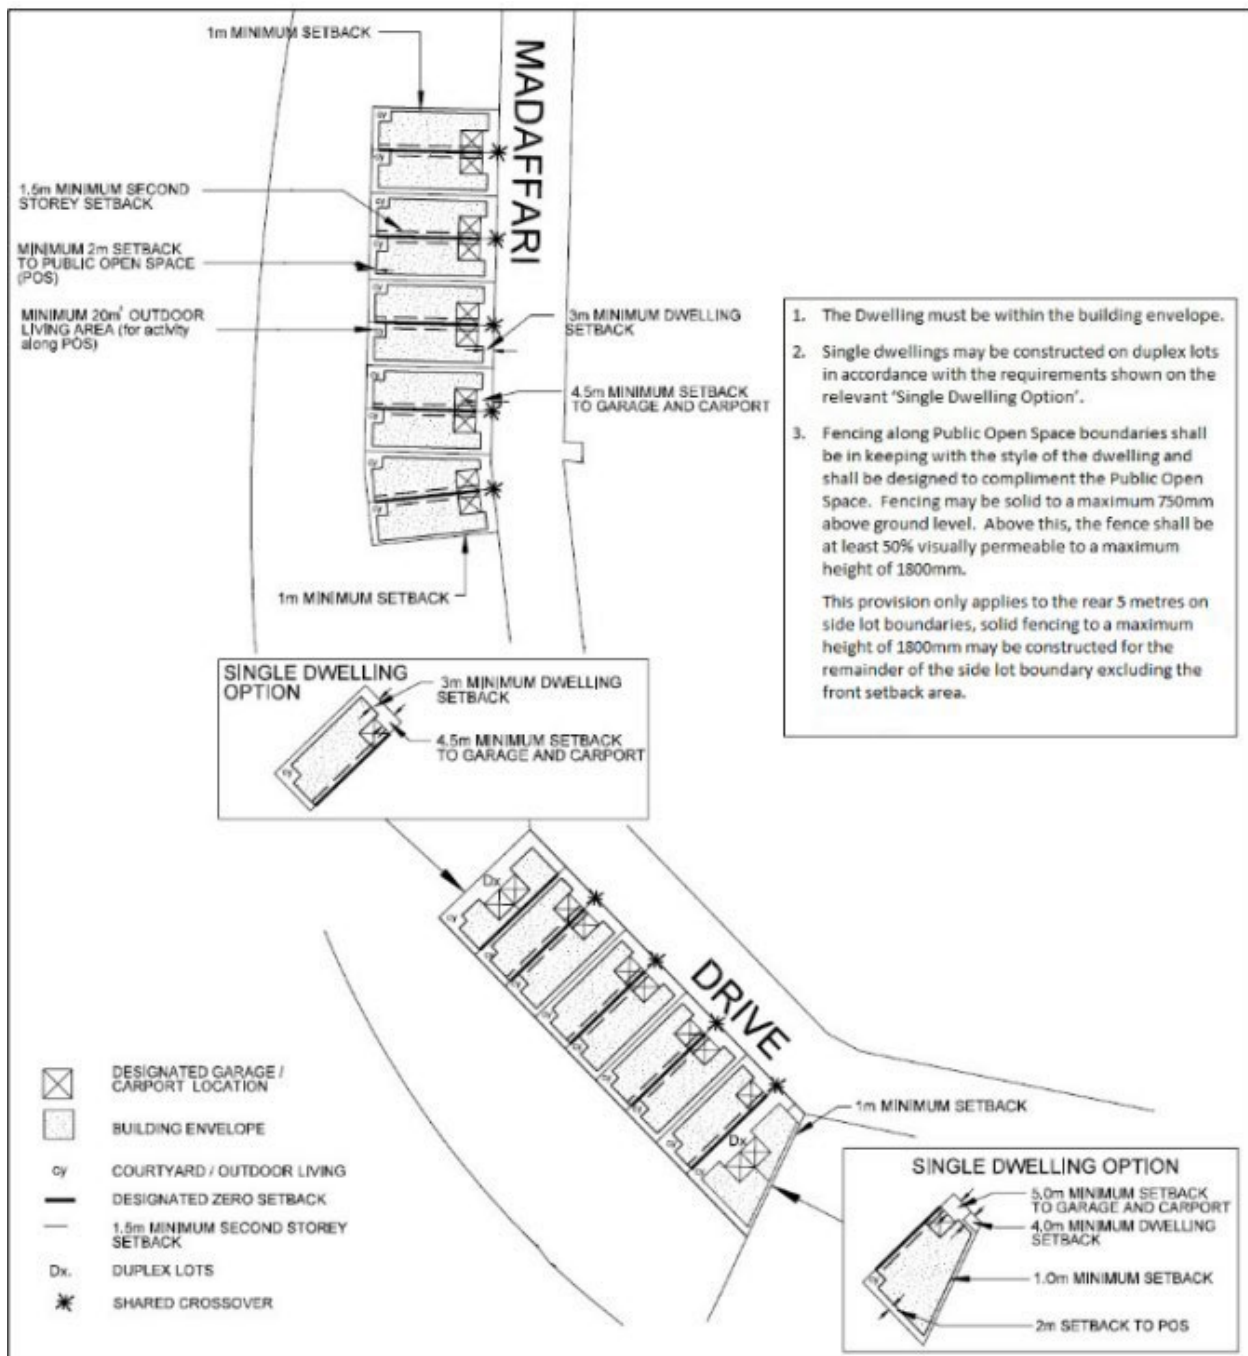 1m MINIMUM SETBACK
MADAFFARI
1.5m MINIMUM SECOND
STOREY SETBACK
MINIMUM 2m SETBACK
TO PUBLIC OPEN SPACE
(POS)
MINIMUM 20m² OUTDOOR
LIVING AREA (for activity
along POS)
3m MINIMUM DWELLING
SETBACK
4.5m MINIMUM SETBACK
TO GARAGE AND CARPORT
1m MINIMUM SETBACK
1. The Dwelling must be within the building envelope.
2. Single dwellings may be constructed on duplex lots
in accordance with the requirements shown on the
relevant 'Single Dwelling Option'.
3. Fencing along Public Open Space boundaries shall
be in keeping with the style of the dwelling and
shall be designed to compliment the Public Open
Space. Fencing may be solid to a maximum 750mm
above ground level. Above this, the fence shall be
at least 50% visually permeable to a maximum
height of 1800mm.
This provision only applies to the rear 5 metres on
side lot boundaries, solid fencing to a maximum
height of 1800mm may be constructed for the
remainder of the side lot boundary excluding the
front setback area.
SINGLE DWELLING
OPTION
3m MINIMUM DWELLING
SETBACK
4.5m MINIMUM SETBACK
TO GARAGE AND CARPORT
Dx
DRIVE
1m MINIMUM SETBACK
Dx
SINGLE DWELLING OPTION
5.0m MINIMUM SETBACK
TO GARAGE AND CARPORT
4.0m MINIMUM DWELLING
SETBACK
1.0m MINIMUM SETBACK
2m SETBACK TO POS
DESIGNATED GARAGE /
CARPORT LOCATION
BUILDING ENVELOPE
cy COURTYARD / OUTDOOR LIVING
DESIGNATED ZERO SETBACK
1.5m MINIMUM SECOND STOREY
SETBACK
Dx. DUPLEX LOTS
SHARED CROSSOVER